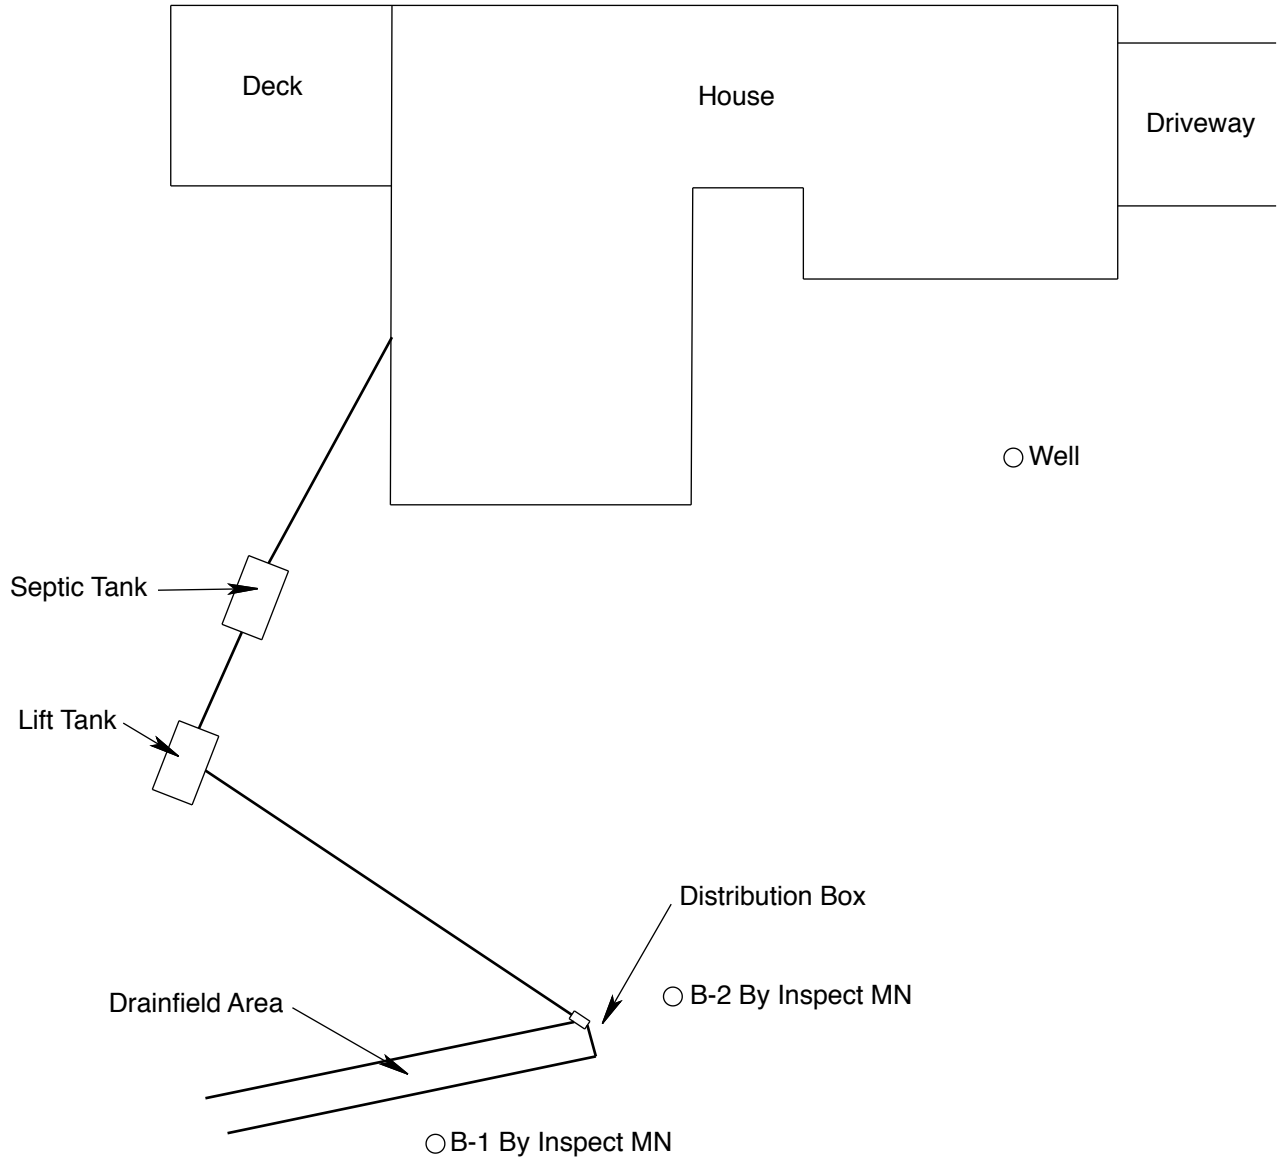 Deck
House
Driveway
Well
Septic Tank
Lift Tank
Distribution Box
B-2 By Inspect MN
Drainfield Area
B-1 By Inspect MN